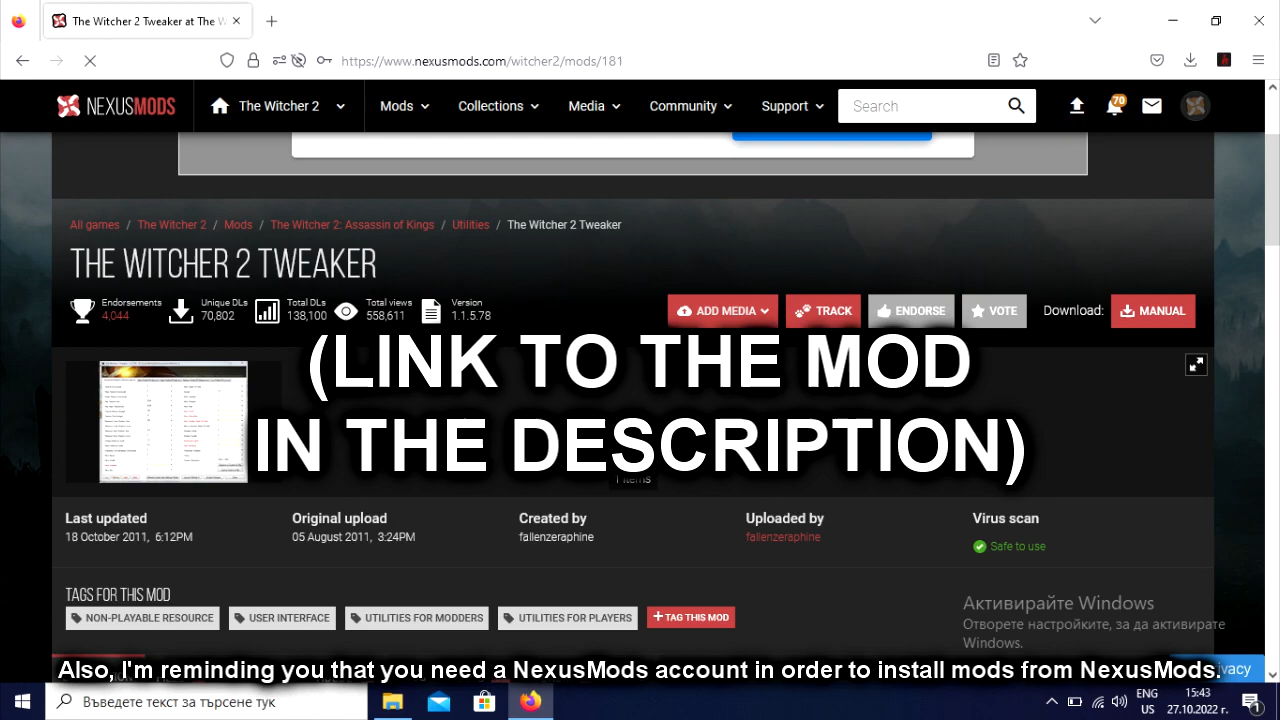 The Witcher 2 Tweaker at The W
https://www.nexusmods.com/witcher2/mods/181
NEXUSMODS
The Witcher 2
Mods
Collections
Media
Community
Support
Search
70
All games / The Witcher 2 / Mods / The Witcher 2: Assassin of Kings / Utilities / The Witcher 2 Tweaker
THE WITCHER 2 TWEAKER
Endorsements
4,044
Unique DLs
70,802
Total DLs
138,100
Total views
558,611
Version
1.1.5.78
ADD MEDIA
TRACK
ENDORSE
VOTE
Download:
MANUAL
(LINK TO THE MOD
IN THE DESCRIPTION)
Last updated
18 October 2011, 6:12PM
Original upload
05 August 2011, 3:24PM
Created by
fallenzeraphine
Uploaded by
fallenzeraphine
Virus scan
Safe to use
TAGS FOR THIS MOD
NON-PLAYABLE RESOURCE
USER INTERFACE
UTILITIES FOR MODDERS
UTILITIES FOR PLAYERS
+ TAG THIS MOD
Активирайте Windows
Отворете настройките, за да активирате
Windows.
Also, I'm reminding you that you need a NexusMods account in order to install mods from NexusMods.
Въведете текст за търсене тук
ENG
US
15:43
27.10.2022 г.
1